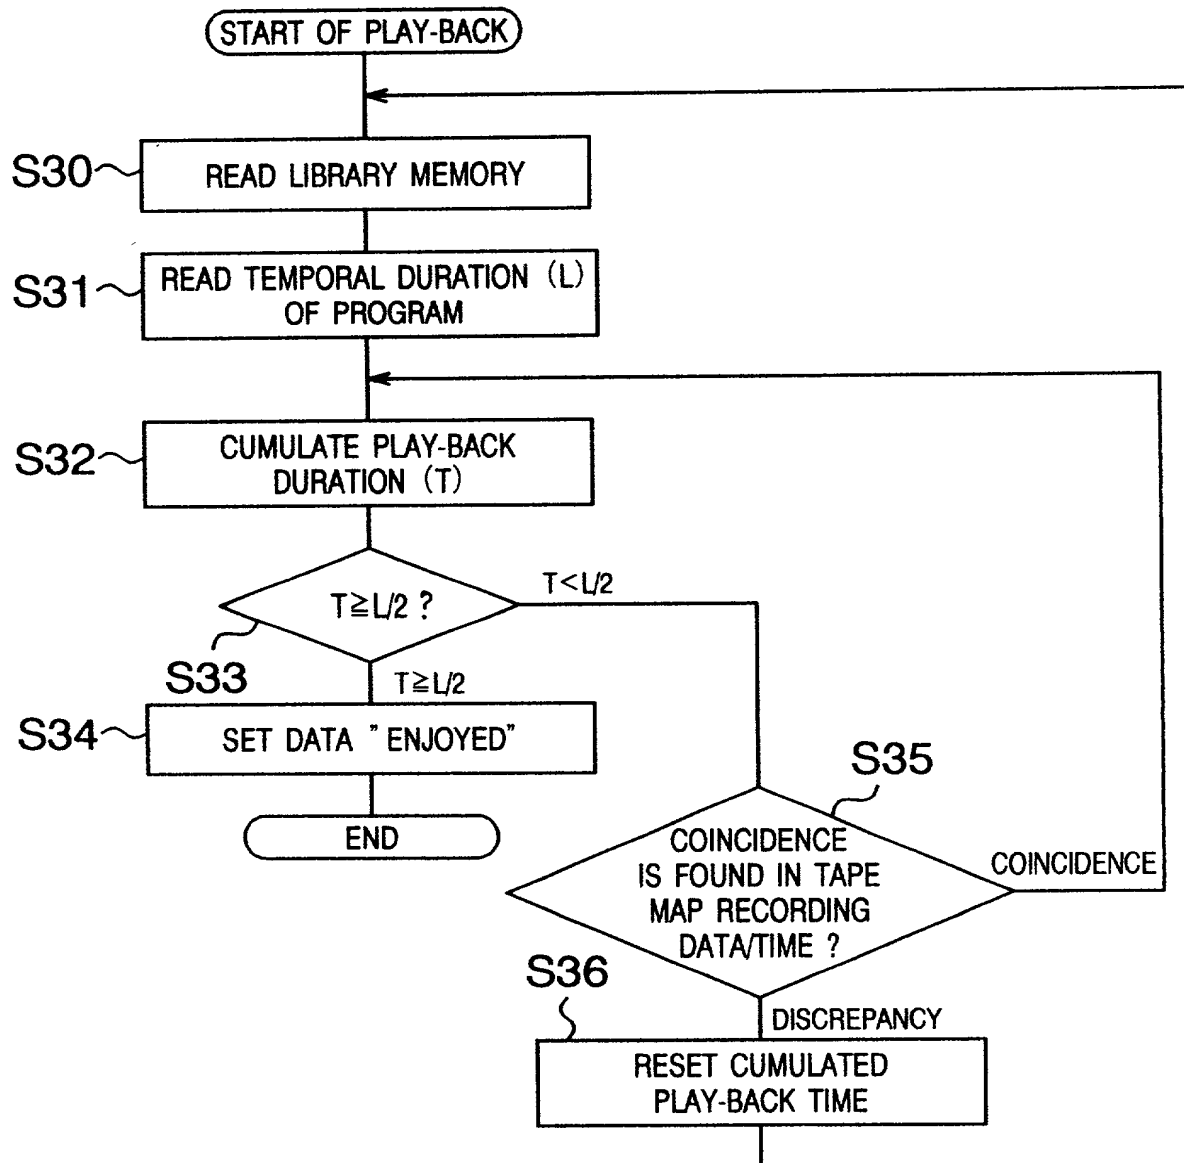 START OF PLAY-BACK
S30
READ LIBRARY MEMORY
S31
READ TEMPORAL DURATION (L)
OF PROGRAM
S32
CUMULATE PLAY-BACK
DURATION (T)
T≧L/2 ?
T<L/2
S33
T≧L/2
S34
SET DATA "ENJOYED"
END
S35
COINCIDENCE
IS FOUND IN TAPE
MAP RECORDING
DATA/TIME ?
COINCIDENCE
S36
DISCREPANCY
RESET CUMULATED
PLAY-BACK TIME